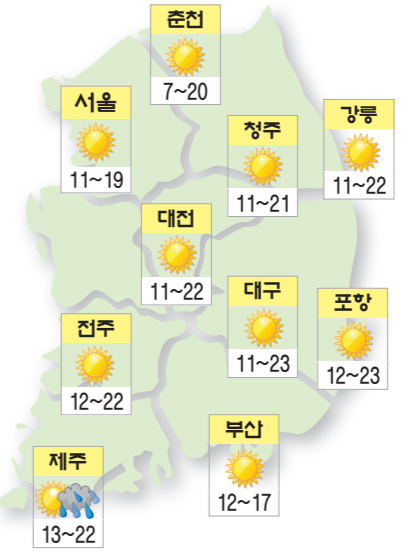 춘천
7~20
서울
11~19
청주
11~21
강릉
11~22
대전
11~22
대구
11~23
포항
12~23
전주
12~22
부산
12~17
제주
13~22